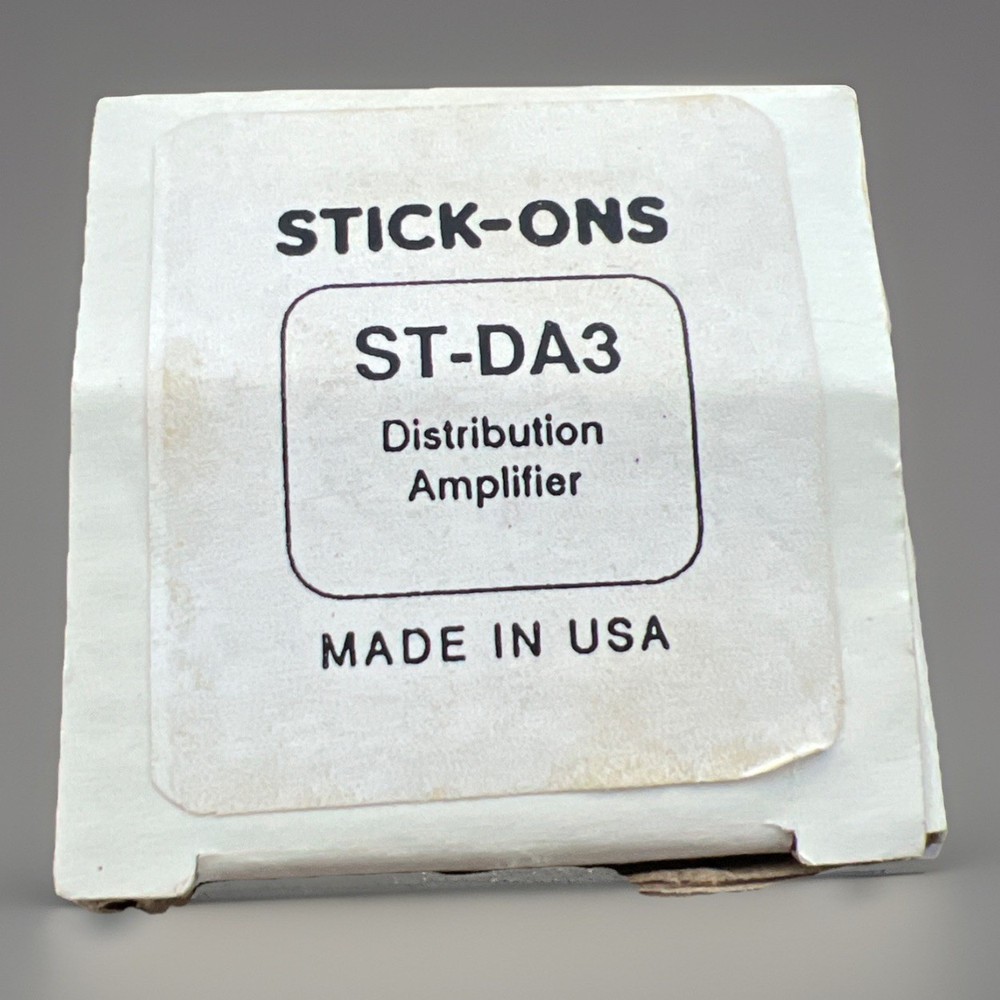 STICK-ONS
ST-DA3
Distribution
Amplifier
MADE IN USA